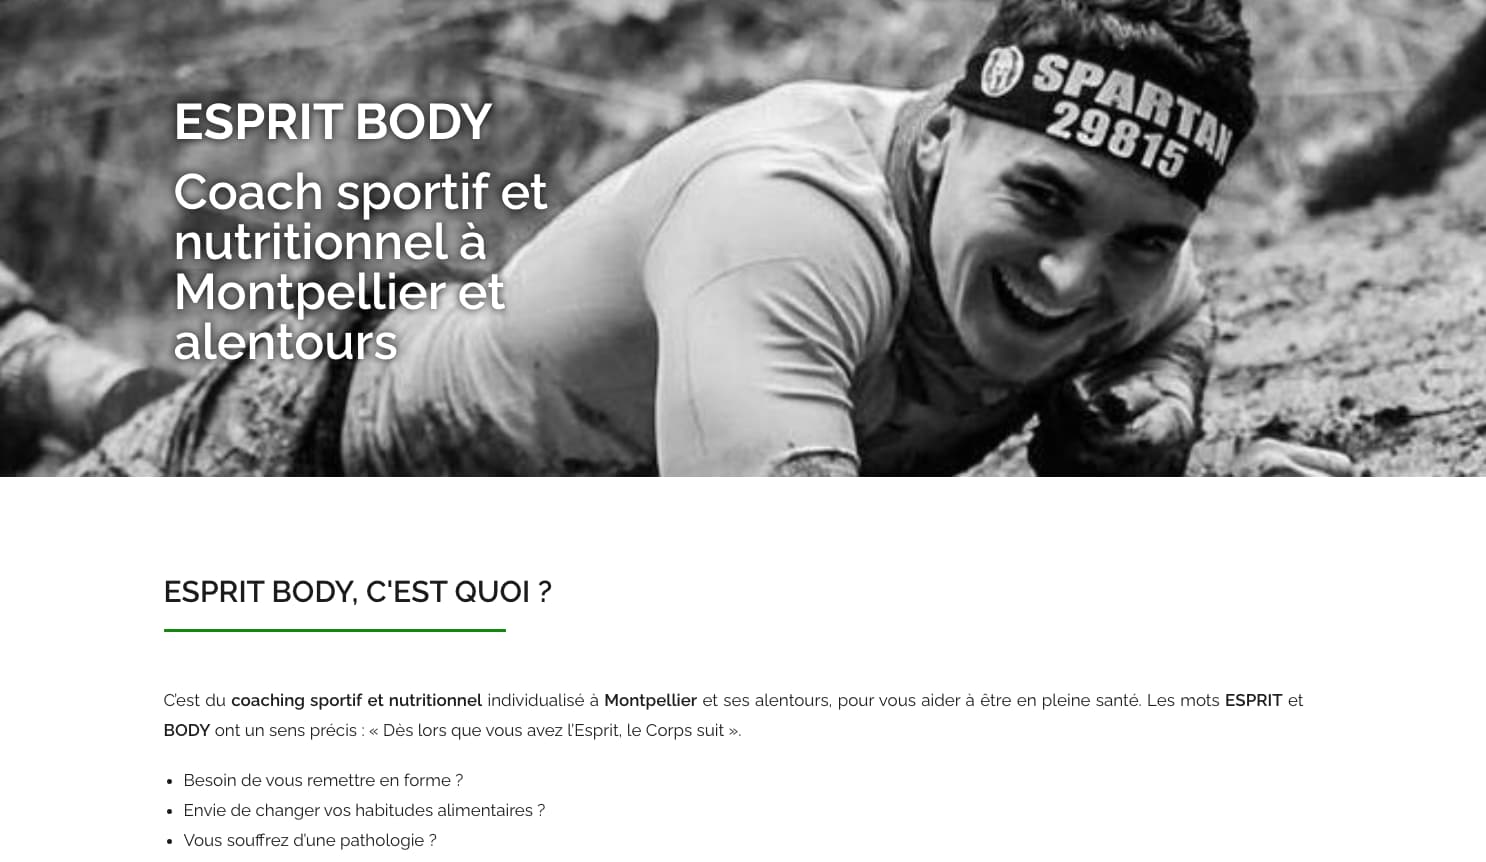 SPARTAN
29815
ESPRIT BODY
Coach sportif et
nutritionnel à
Montpellier et
alentours
ESPRIT BODY, C'EST QUOI ?
C’est du coaching sportif et nutritionnel individualisé à Montpellier et ses alentours, pour vous aider à être en pleine santé. Les mots ESPRIT et
BODY ont un sens précis : « Dès lors que vous avez l’Esprit, le Corps suit ».
• Besoin de vous remettre en forme ?
• Envie de changer vos habitudes alimentaires ?
• Vous souffrez d’une pathologie ?